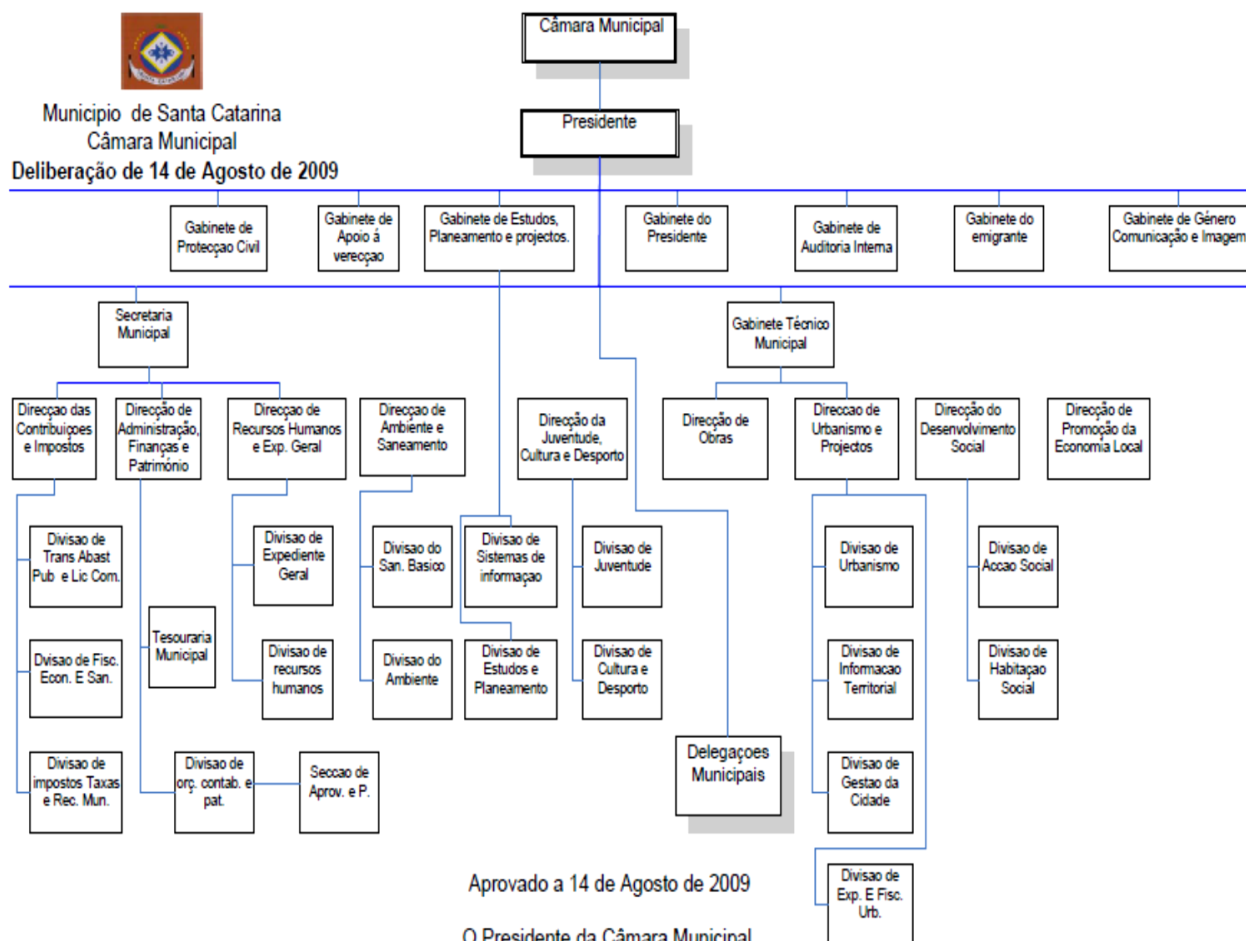 Câmara Municipal
SANTA CATARINA
Municipio de Santa Catarina
Câmara Municipal
Deliberação de 14 de Agosto de 2009
Presidente
Gabinete de
Protecçao Civil
Gabinete de
Apoio á
verecçao
Gabinete de Estudos,
Planeamento e projectos.
Gabinete do
Presidente
Gabinete de
Auditoria Interna
Gabinete do
emigrante
Gabinete de Género
Comunicação e Imagem
Secretaria
Municipal
Gabinete Técnico
Municipal
Direcçao das
Contribuiçoes
e Impostos
Direcção de
Administração,
Finanças e
Património
Direcçao de
Recursos Humanos
e Exp. Geral
Direcçao de
Ambiente e
Saneamento
Direcção da
Juventude,
Cultura e Desporto
Direcção de
Obras
Direccao de
Urbanismo e
Projectos
Direcção do
Desenvolvimento
Social
Direcção de
Promoção da
Economia Local
Divisao de
Trans Abast
Pub e Lic Com.
Divisao de
Expediente
Geral
Divisao do
San. Basico
Divisao de
Sistemas de
informaçao
Divisao de
Juventude
Divisao de
Urbanismo
Divisao de
Accao Social
Tesouraria
Municipal
Dvisao de Fisc.
Econ. E San.
Divisao de
recursos
humanos
Divisao do
Ambiente
Divisao de
Estudos e
Planeamento
Divisao de
Cultura e
Desporto
Divisao de
Informacao
Territorial
Divisao de
Habitaçao
Social
Divisao de
impostos Taxas
e Rec. Mun.
Divisao de
orç. contab. e
pat.
Seccao de
Aprov. e P.
Delegaçoes
Municipais
Divisao de
Gestao da
Cidade
Divisao de
Exp. E Fisc.
Urb.
Aprovado a 14 de Agosto de 2009
O Presidente da Câmara Municipal